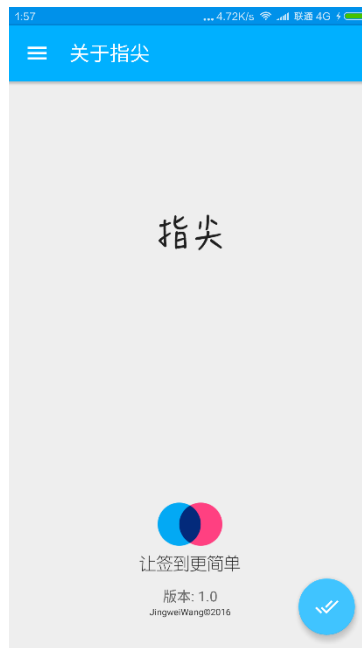 1:57 ... 4.72K/s 联通 4G
关于指尖
指尖
让签到更简单
版本: 1.0
JingweiWang©2016